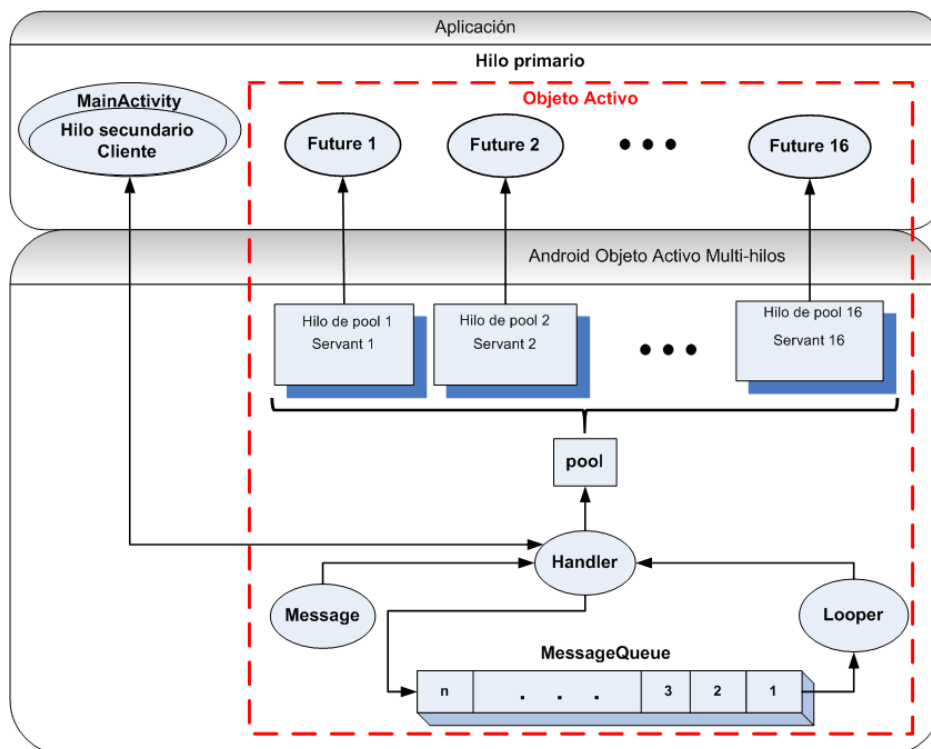 Aplicación
Hilo primario
MainActivity
Hilo secundario
Cliente
Objeto Activo
Future 1
Future 2
Future 16
Android Objeto Activo Multi-hilos
Hilo de pool 1
Servant 1
Hilo de pool 2
Servant 2
Hilo de pool 16
Servant 16
pool
Handler
Message
Looper
MessageQueue
n . . . 3 2 1